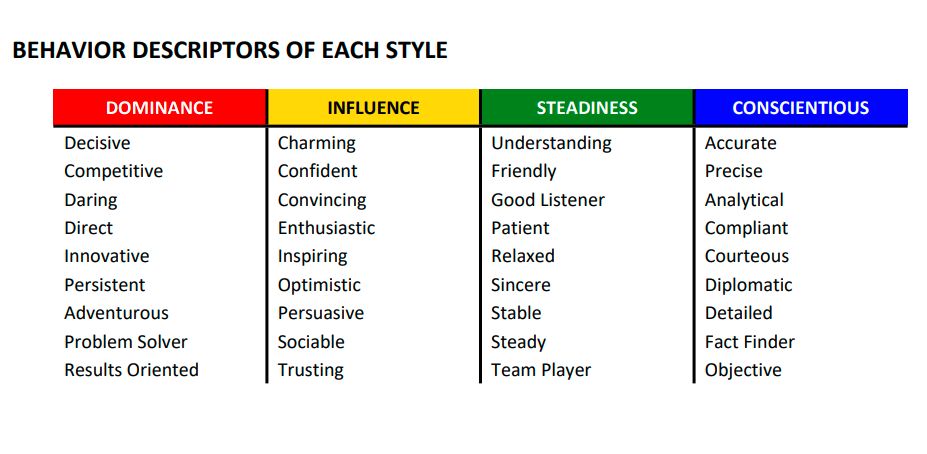 BEHAVIOR DESCRIPTORS OF EACH STYLE
DOMINANCE INFLUENCE STEADINESS CONSCIENTIOUS
Decisive Charming Understanding Accurate
Competitive Confident Friendly Precise
Daring Convincing Good Listener Analytical
Direct Enthusiastic Patient Compliant
Innovative Inspiring Relaxed Courteous
Persistent Optimistic Sincere Diplomatic
Adventurous Persuasive Stable Detailed
Problem Solver Sociable Steady Fact Finder
Results Oriented Trusting Team Player Objective